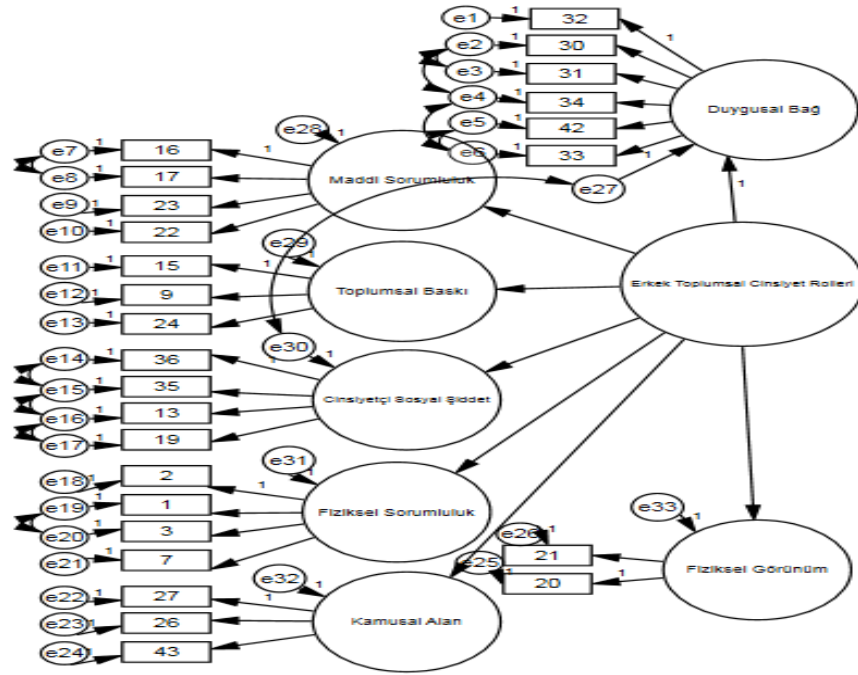 e1 1 32 1
e2 1 30
e3 1 31
e4 1 34
e5 1 42
e6 1 33
Duygusal Bağ
1 e27
e28 1
e7 1 16 1
e8 1 17
e9 1 23
e10 1 22
Maddi Sorumluluk
1
Erkek Toplumsal Cinsiyet Rolleri
e29 1
e11 1 15 1
e12 1 9
e13 1 24
Toplumsal Baskı
e30 1
e14 1 36 1
e15 1 35
e16 1 13
e17 1 19
Cinsiyetçi Sosyal Şiddet
e31 1
e18 1 2 1
e19 1 1
e20 1 3
e21 1 7
Fiziksel Sorumluluk
e33 1
e26 1 21
e25 1 20 1
Fiziksel Görünüm
e32 1
e22 1 27 1
e23 1 26
e24 1 43
Kamusal Alan